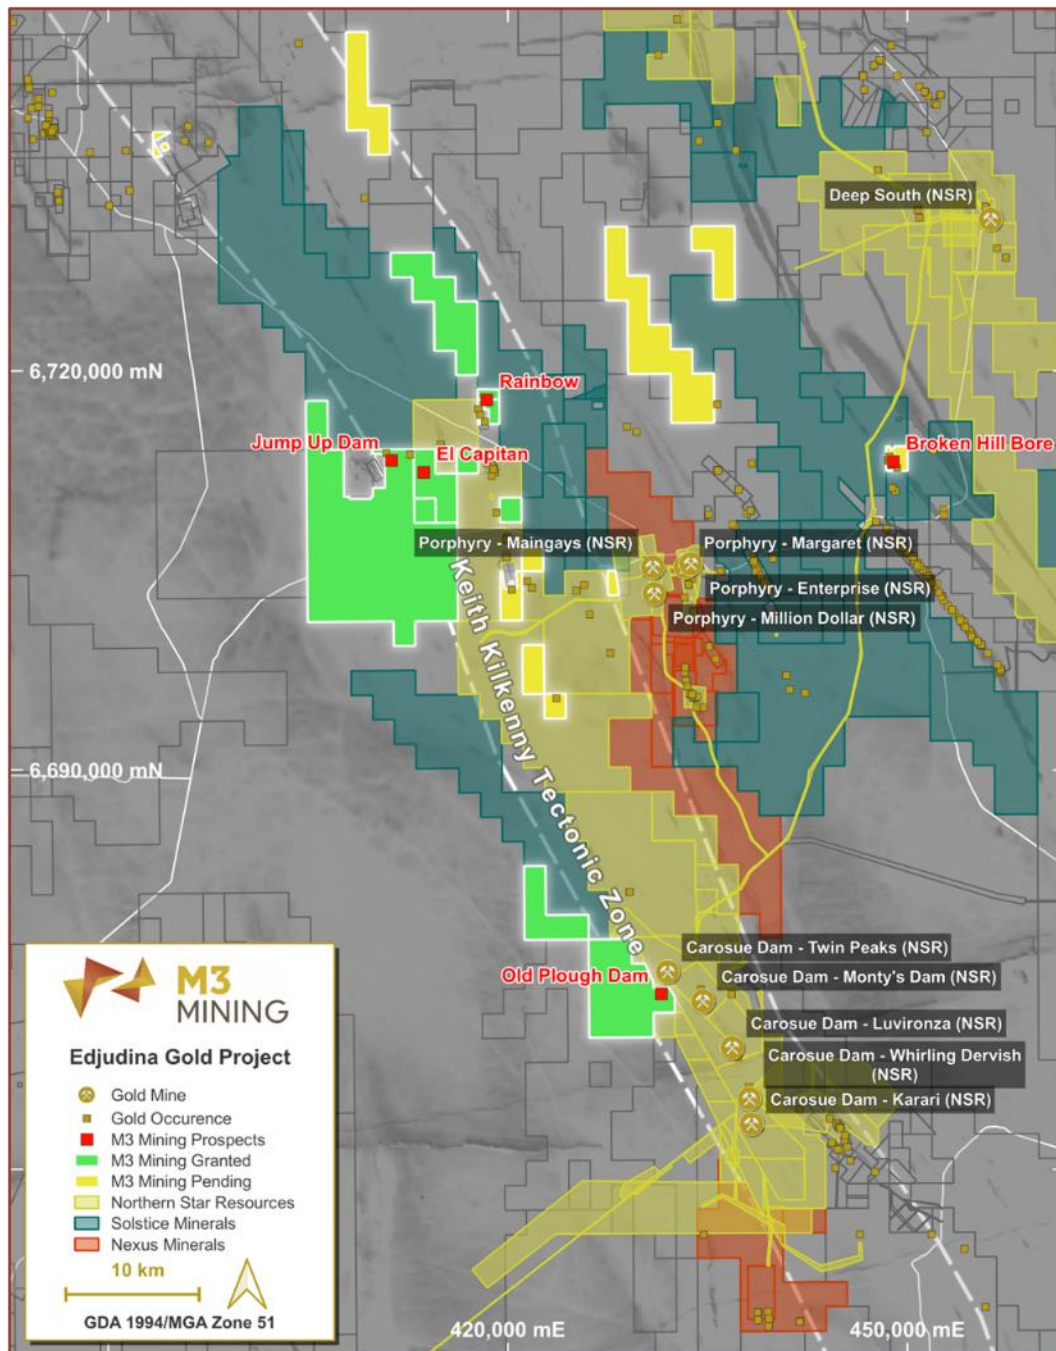 Deep South (NSR)
6,720,000 mN
Rainbow
Jump Up Dam
El Capitan
Broken Hill Bore
Porphyry - Maingays (NSR)
Porphyry - Margaret (NSR)
Porphyry - Enterprise (NSR)
Porphyry - Million Dollar (NSR)
Keith Kilkenny Tectonic Zone
6,690,000 mN
Carosue Dam - Twin Peaks (NSR)
Old Plough Dam
Carosue Dam - Monty's Dam (NSR)
Carosue Dam - Luvironza (NSR)
Carosue Dam - Whirling Dervish
(NSR)
Carosue Dam - Karari (NSR)
M3
MINING
Edjudina Gold Project
Gold Mine
Gold Occurence
M3 Mining Prospects
M3 Mining Granted
M3 Mining Pending
Northern Star Resources
Solstice Minerals
Nexus Minerals
10 km
GDA 1994/MGA Zone 51
420,000 mE
450,000 mE